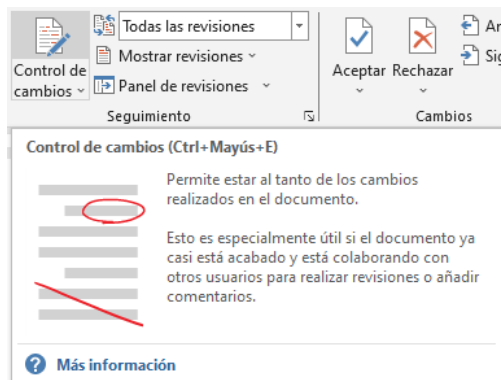 Todas las revisiones
Mostrar revisiones
Control de
cambios
Panel de revisiones
Seguimiento
Aceptar Rechazar
Cambios
Control de cambios (Ctrl+Mayús+E)
Permite estar al tanto de los cambios
realizados en el documento.
Esto es especialmente útil si el documento ya
casi está acabado y está colaborando con
otros usuarios para realizar revisiones o añadir
comentarios.
Más información